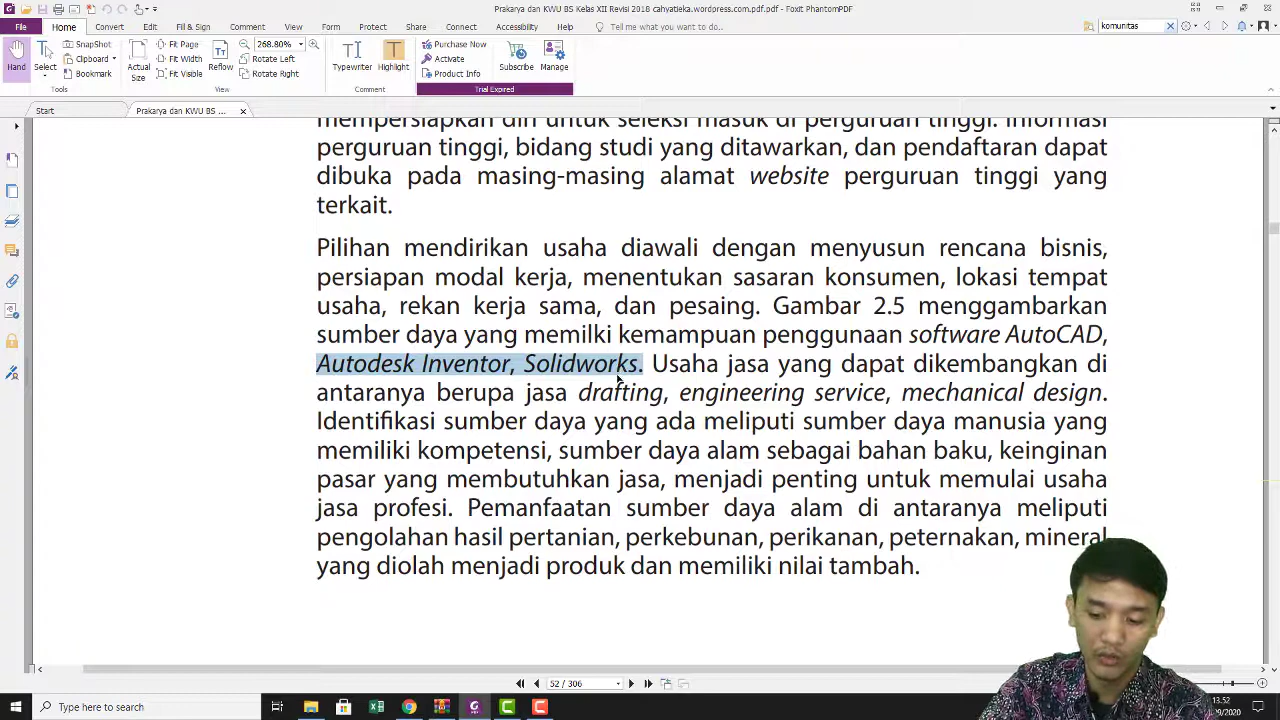 Prakarya dan KWU BS Kelas XII Revisi 2018 cahyatieka.wordpress.com.pdf.pdf - Foxit PhantomPDF
File Home Convert Edit Fill & Sign Form Protect Share Connect Accessibility Help Tell me what you want to do... komunitas
Hand Select SnapShot Clipboard Bookmark Actual Size Fit Page Fit Width Fit Visible Reflow 268.80% Rotate Left Rotate Right Typewriter Highlight Purchase Now Activate Product Info Subscribe Manage
Tools View Comment Trial Expired
Start Prakarya dan KWU BS ...
mempersiapkan diri untuk seleksi masuk di perguruan tinggi. Informasi
perguruan tinggi, bidang studi yang ditawarkan, dan pendaftaran dapat
dibuka pada masing-masing alamat website perguruan tinggi yang
terkait.
Pilihan mendirikan usaha diawali dengan menyusun rencana bisnis,
persiapan modal kerja, menentukan sasaran konsumen, lokasi tempat
usaha, rekan kerja sama, dan pesaing. Gambar 2.5 menggambarkan
sumber daya yang memilki kemampuan penggunaan software AutoCAD,
Autodesk Inventor, Solidworks. Usaha jasa yang dapat dikembangkan di
antaranya berupa jasa drafting, engineering service, mechanical design.
Identifikasi sumber daya yang ada meliputi sumber daya manusia yang
memiliki kompetensi, sumber daya alam sebagai bahan baku, keinginan
pasar yang membutuhkan jasa, menjadi penting untuk memulai usaha
jasa profesi. Pemanfaatan sumber daya alam di antaranya meliputi
pengolahan hasil pertanian, perkebunan, perikanan, peternakan, mineral
yang diolah menjadi produk dan memiliki nilai tambah.
52 / 306
Type here to search
13.52